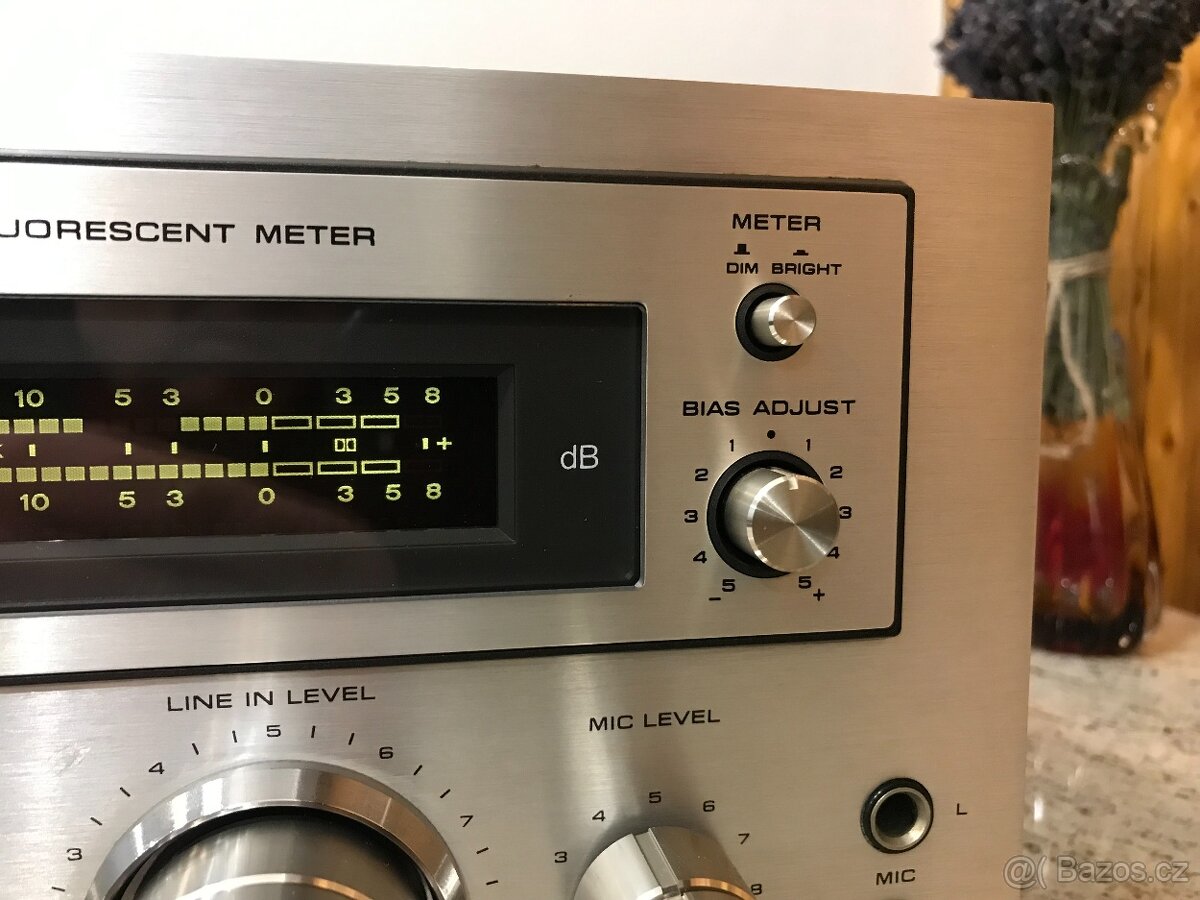 UORESCENT METER
METER
DIM BRIGHT
10 5 3 0 3 5 8
+
10 5 3 0 3 5 8
dB
BIAS ADJUST
1 1
2 2
3 3
4 4
5 5
− +
LINE IN LEVEL
3 4 5 6 7
MIC LEVEL
3 4 5 6 7 8
L
MIC
@( Bazos.cz